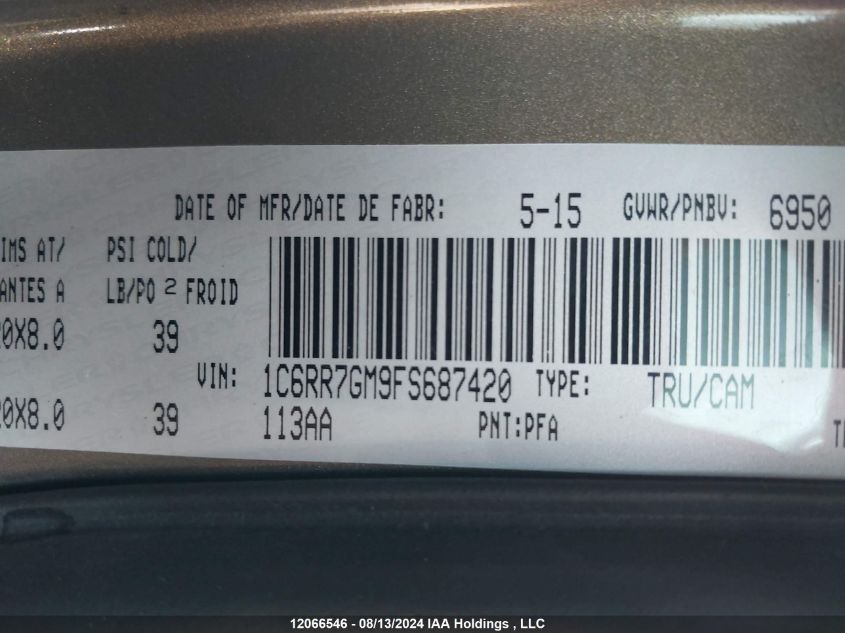 DATE OF MFR/DATE DE FABR: 5-15 GVWR/PNBV: 6950
IMS AT/ PSI COLD/
ANTES A LB/PO 2 FROID
20X8.0 39
VIN: 1C6RR7GM9FS687420 TYPE: TRU/CAM
20X8.0 39 113AA PNT:PFA
12066546 - 08/13/2024 IAA Holdings , LLC